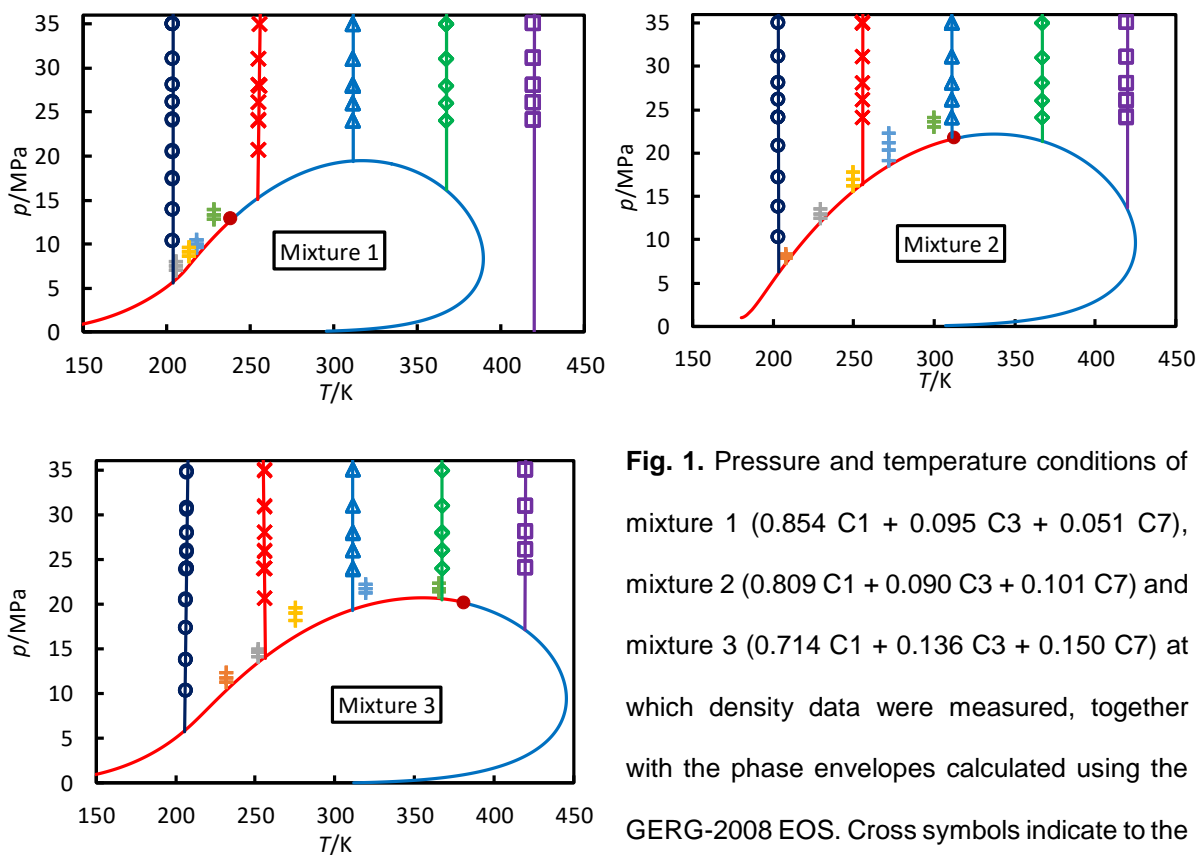 35
30
25
20
15
10
5
0
p/MPa
Mixture 1
150 200 250 300 350 400 450
T/K
35
30
25
20
15
10
5
0
p/MPa
Mixture 2
150 200 250 300 350 400 450
T/K
35
30
25
20
15
10
5
0
p/MPa
Mixture 3
150 200 250 300 350 400 450
T/K
Fig. 1. Pressure and temperature conditions of
mixture 1 (0.854 C1 + 0.095 C3 + 0.051 C7),
mixture 2 (0.809 C1 + 0.090 C3 + 0.101 C7) and
mixture 3 (0.714 C1 + 0.136 C3 + 0.150 C7) at
which density data were measured, together
with the phase envelopes calculated using the
GERG-2008 EOS. Cross symbols indicate to the